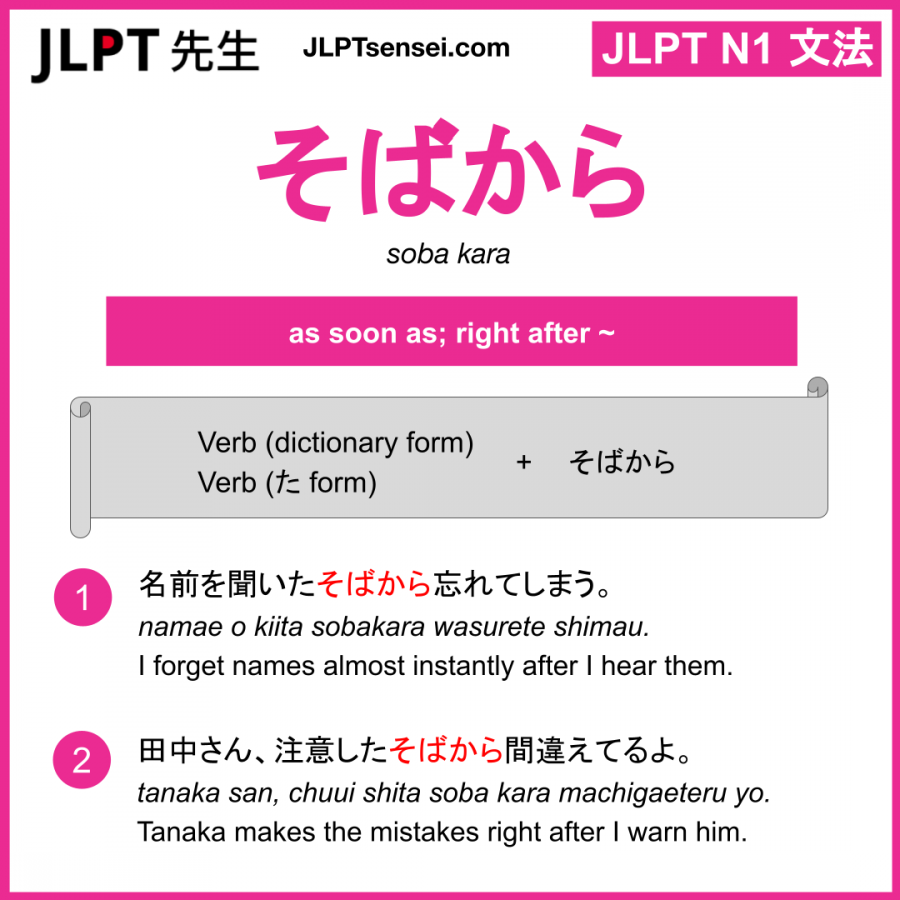 JLPT 先生
JLPTsensei.com
JLPT N1 文法
そばから
soba kara
as soon as; right after ~
Verb (dictionary form)
Verb (た form)
+ そばから
1 名前を聞いたそばから忘れてしまう。
namae o kiita sobakara wasurete shimau.
I forget names almost instantly after I hear them.
2 田中さん、注意したそばから間違えてるよ。
tanaka san, chuui shita soba kara machigaeteru yo.
Tanaka makes the mistakes right after I warn him.